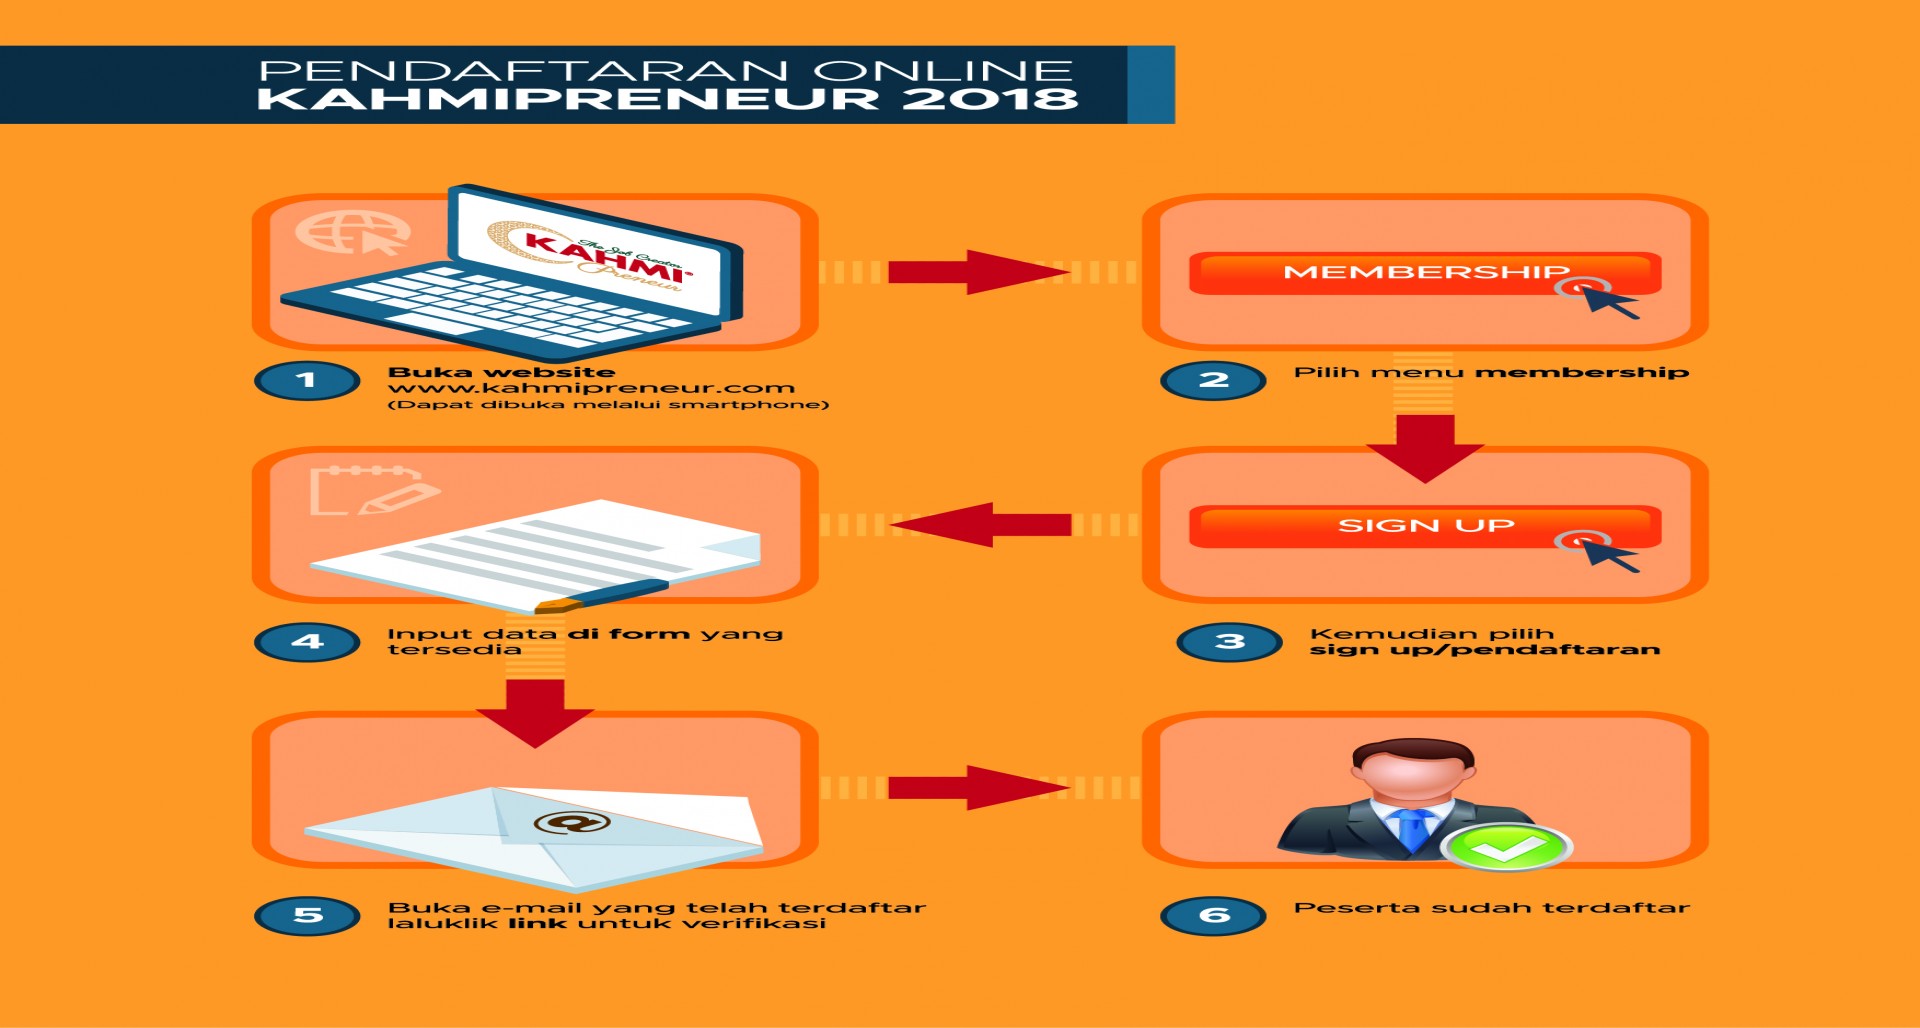 PENDAFTARAN ONLINE
KAHMIPRENEUR 2018
The Job Creator
KAHMI
Preneur
1
Buka website
www.kahmipreneur.com
(Dapat dibuka melalui smartphone)
MEMBERSHIP
2
Pilih menu membership
SIGN UP
3
Kemudian pilih
sign up/pendaftaran
4
Input data di form yang
tersedia
@
5
Buka e-mail yang telah terdaftar
laluklik link untuk verifikasi
6
Peserta sudah terdaftar